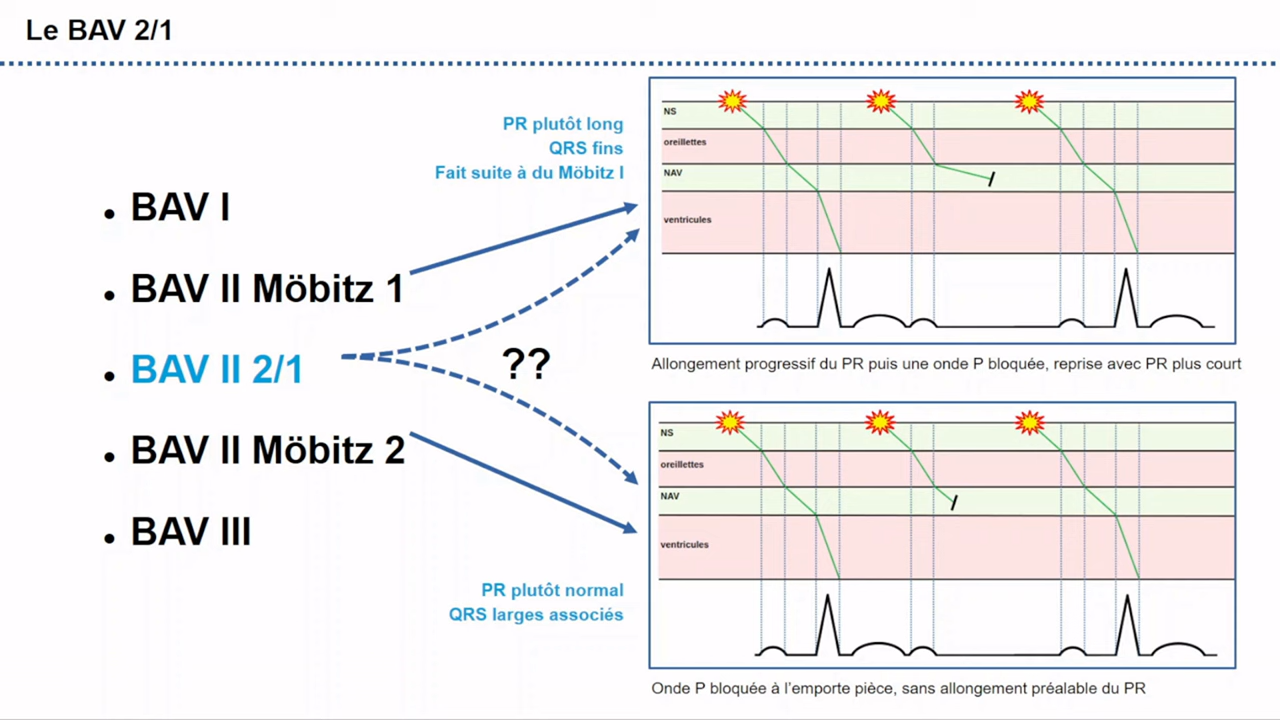 Le BAV 2/1
PR plutôt long
QRS fins
Fait suite à du Möbitz I
• BAV I
• BAV II Möbitz 1
• BAV II 2/1
• BAV II Möbitz 2
• BAV III
??
PR plutôt normal
QRS larges associés
NS
oreillettes
NAV
ventricules
Allongement progressif du PR puis une onde P bloquée, reprise avec PR plus court
NS
oreillettes
NAV
ventricules
Onde P bloquée à l'emporte pièce, sans allongement préalable du PR